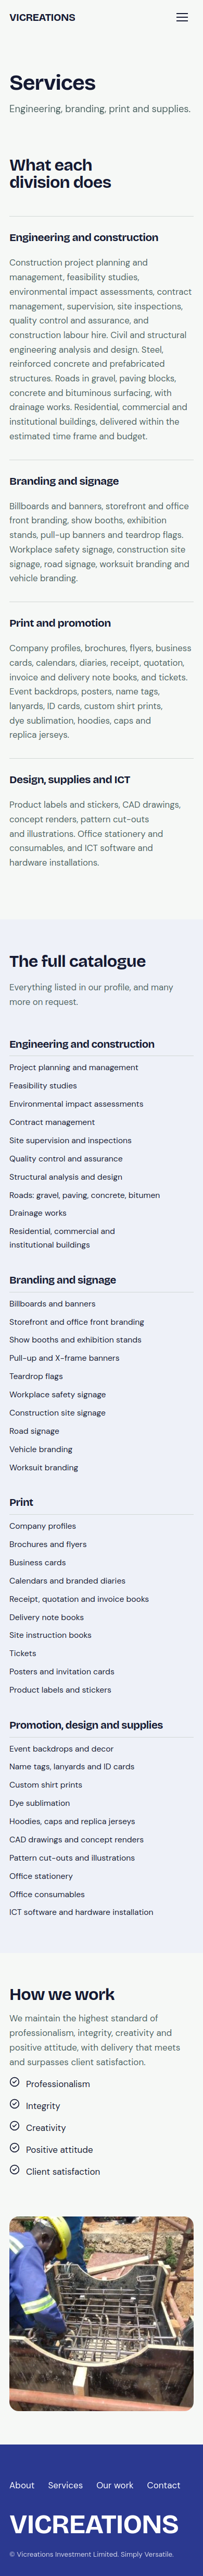 VICREATIONS
Services
Engineering, branding, print and supplies.
What each
division does
Engineering and construction
Construction project planning and
management, feasibility studies,
environmental impact assessments, contract
management, supervision, site inspections,
quality control and assurance, and
construction labour hire. Civil and structural
engineering analysis and design. Steel,
reinforced concrete and prefabricated
structures. Roads in gravel, paving blocks,
concrete and bituminous surfacing, with
drainage works. Residential, commercial and
institutional buildings, delivered within the
estimated time frame and budget.
Branding and signage
Billboards and banners, storefront and office
front branding, show booths, exhibition
stands, pull-up banners and teardrop flags.
Workplace safety signage, construction site
signage, road signage, worksuit branding and
vehicle branding.
Print and promotion
Company profiles, brochures, flyers, business
cards, calendars, diaries, receipt, quotation,
invoice and delivery note books, and tickets.
Event backdrops, posters, name tags,
lanyards, ID cards, custom shirt prints,
dye sublimation, hoodies, caps and
replica jerseys.
Design, supplies and ICT
Product labels and stickers, CAD drawings,
concept renders, pattern cut-outs
and illustrations. Office stationery and
consumables, and ICT software and
hardware installations.
The full catalogue
Everything listed in our profile, and many
more on request.
Engineering and construction
Project planning and management
Feasibility studies
Environmental impact assessments
Contract management
Site supervision and inspections
Quality control and assurance
Structural analysis and design
Roads: gravel, paving, concrete, bitumen
Drainage works
Residential, commercial and
institutional buildings
Branding and signage
Billboards and banners
Storefront and office front branding
Show booths and exhibition stands
Pull-up and X-frame banners
Teardrop flags
Workplace safety signage
Construction site signage
Road signage
Vehicle branding
Worksuit branding
Print
Company profiles
Brochures and flyers
Business cards
Calendars and branded diaries
Receipt, quotation and invoice books
Delivery note books
Site instruction books
Tickets
Posters and invitation cards
Product labels and stickers
Promotion, design and supplies
Event backdrops and decor
Name tags, lanyards and ID cards
Custom shirt prints
Dye sublimation
Hoodies, caps and replica jerseys
CAD drawings and concept renders
Pattern cut-outs and illustrations
Office stationery
Office consumables
ICT software and hardware installation
How we work
We maintain the highest standard of
professionalism, integrity, creativity and
positive attitude, with delivery that meets
and surpasses client satisfaction.
Professionalism
Integrity
Creativity
Positive attitude
Client satisfaction
About Services Our work Contact
VICREATIONS
© Vicreations Investment Limited. Simply Versatile.